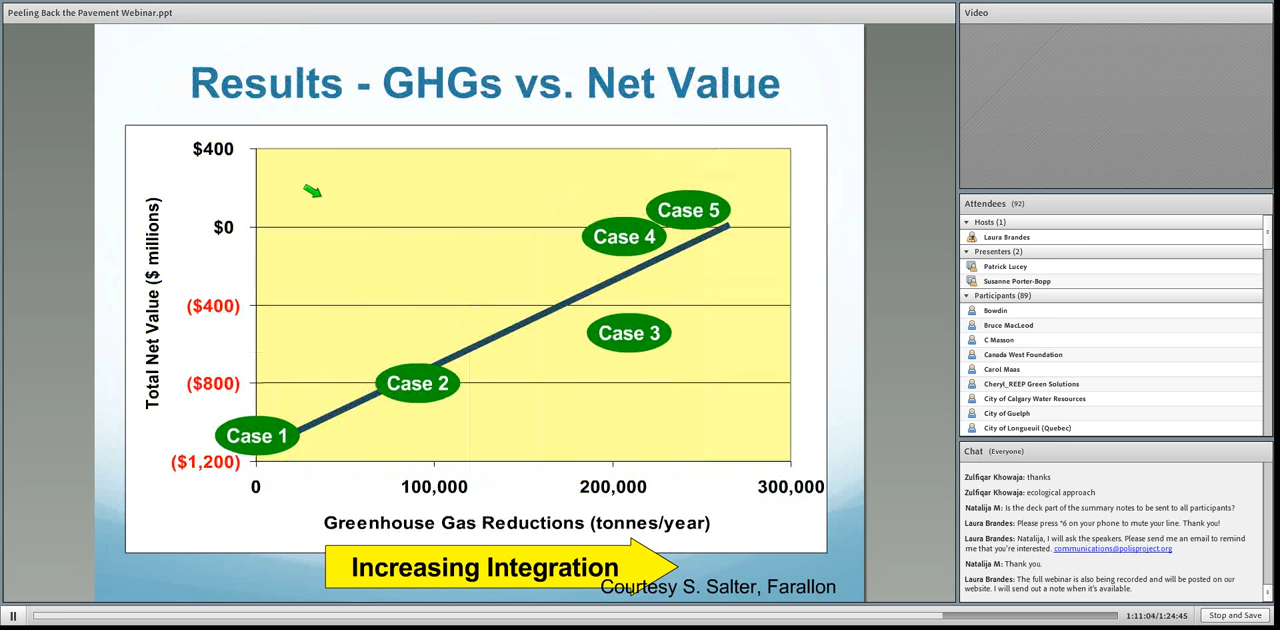 Peeling Back the Pavement Webinar.ppt
Results - GHGs vs. Net Value
$400
$0
($400)
($800)
($1,200)
Total Net Value ($ millions)
Case 5
Case 4
Case 3
Case 2
Case 1
0
100,000
200,000
300,000
Greenhouse Gas Reductions (tonnes/year)
Increasing Integration
Courtesy S. Salter, Farallon
Video
Attendees (92)
Hosts (1)
Laura Brandes
Presenters (2)
Patrick Lucey
Susanne Porter-Bopp
Participants (89)
Bowdin
Bruce MacLeod
C Masson
Canada West Foundation
Carol Maas
Cheryl_REEP Green Solutions
City of Calgary Water Resources
City of Guelph
City of Longueuil (Quebec)
Chat (Everyone)
Zulfiqar Khowaja: thanks
Zulfiqar Khowaja: ecological approach
Natalija M: Is the deck part of the summary notes to be sent to all participants?
Laura Brandes: Please press *6 on your phone to mute your line. Thank you!
Laura Brandes: Natalija, I will ask the speakers. Please send me an email to remind
me that you're interested. communications@polisproject.org
Natalija M: Thank you.
Laura Brandes: The full webinar is also being recorded and will be posted on our
website. I will send out a note when it's available.
1:11:04/1:24:45
Stop and Save